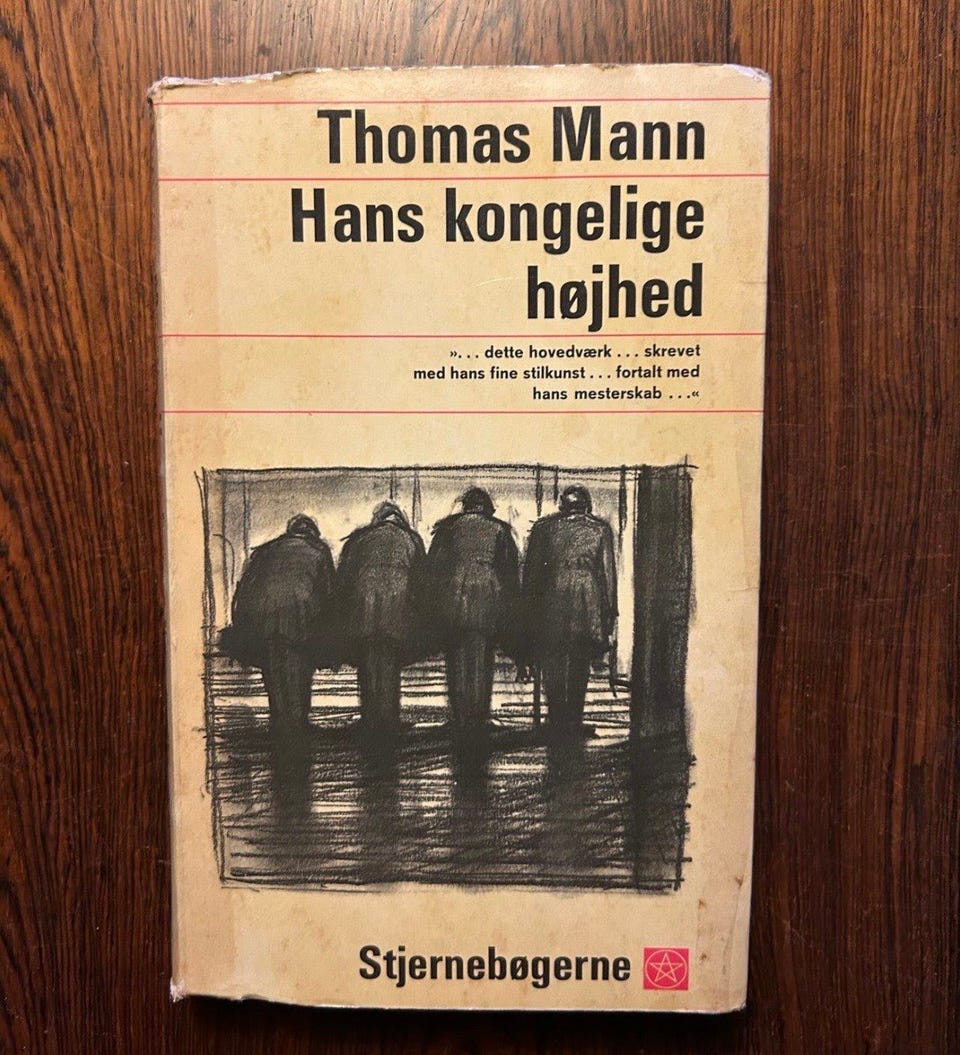 Thomas Mann
Hans kongelige
højhed
». . . dette hovedværk . . . skrevet
med hans fine stilkunst . . . fortalt med
hans mesterskab . . .«
Stjernebøgerne